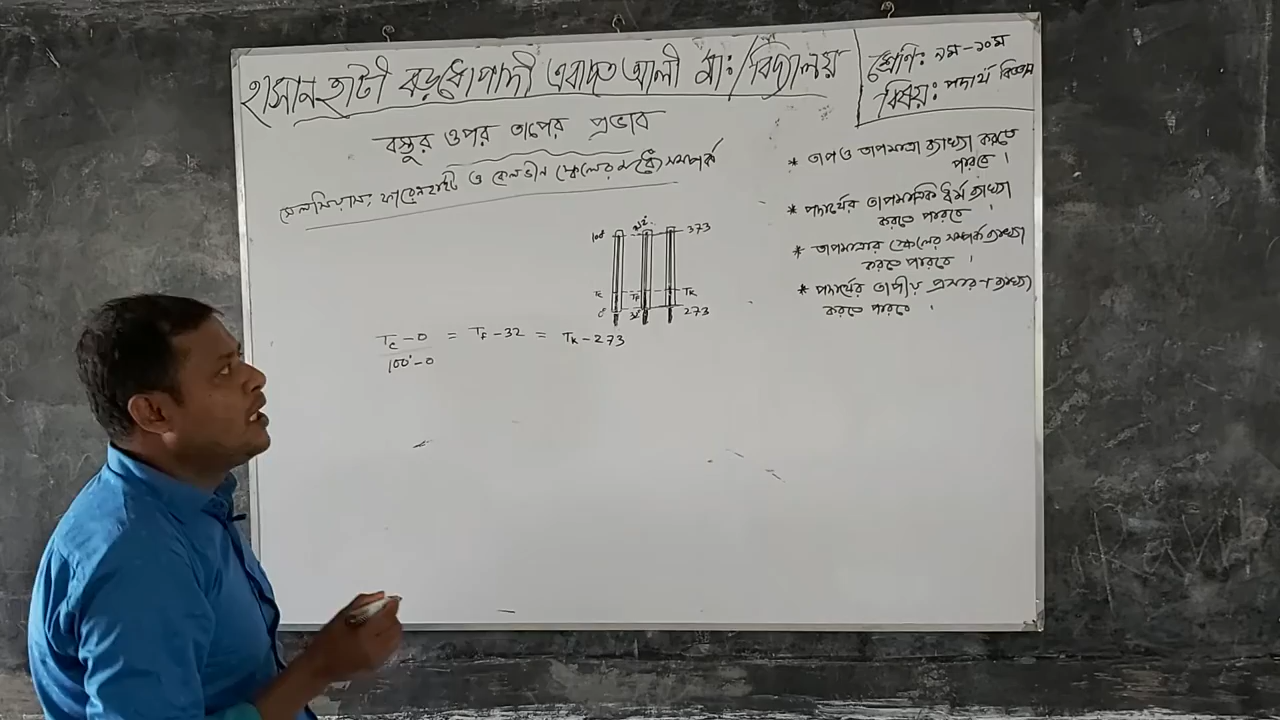 হাসানহাটী বড়ধোপাদী এবাদত আলী মাঃ/বিদ্যালয়
শ্রেণি: ৯ম-১০ম
বিষয়: পদার্থ বিজ্ঞান
বস্তুর ওপর তাপের প্রভাব
সেলসিয়াস, ফারেনহাইট ও কেলভীন স্কেলের মধ্যে সম্পর্ক
* তাপ ও তাপমাত্রা ব্যাখ্যা করতে
পারবে।
* পদার্থের তাপমাত্রিক ধর্ম ব্যাখ্যা
করতে পারবে।
* তাপমাত্রার স্কেলের সম্পর্ক ব্যাখ্যা
করতে পারবে।
* পদার্থের তাপীয় প্রসারণ ব্যাখ্যা
করতে পারবে।
100° 212° 373
Tc TF TK
0° 32° 273
Tc-0 = TF-32 = TK-273
100°-0